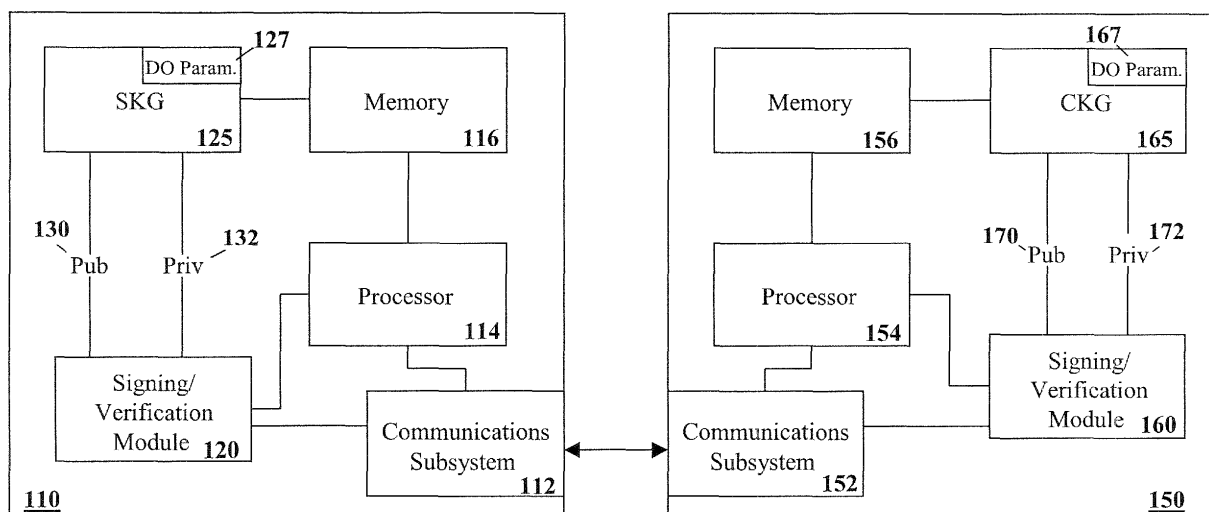 127
DO Param.
SKG
125
Memory
116
130
Pub
132
Priv
Processor
114
Signing/
Verification
Module
120
Communications
Subsystem
112
110
167
DO Param.
CKG
165
Memory
156
170
Pub
172
Priv
Processor
154
Signing/
Verification
Module
160
Communications
Subsystem
152
150